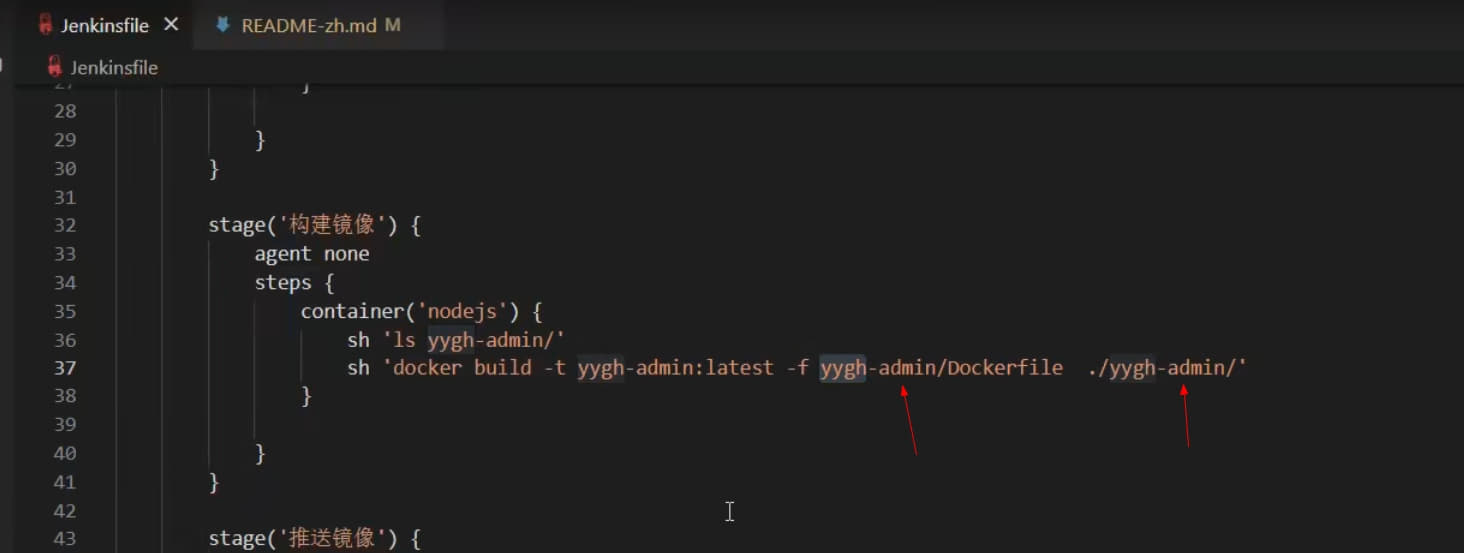 Jenkinsfile
README-zh.md M
Jenkinsfile
27 }
28
29 }
30 }
31
32 stage('构建镜像') {
33 agent none
34 steps {
35 container('nodejs') {
36 sh 'ls yygh-admin/'
37 sh 'docker build -t yygh-admin:latest -f yygh-admin/Dockerfile  ./yygh-admin/'
38 }
39
40 }
41 }
42
43 stage('推送镜像') {